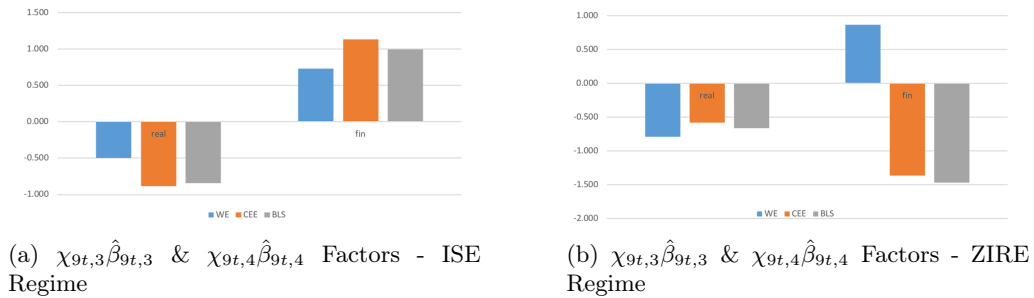 1.500
1.000
0.500
0.000
-0.500
-1.000
real
fin
WE CEE BLS
(a) χ9t,3β̂9t,3 & χ9t,4β̂9t,4 Factors - ISE
Regime
1.000
0.500
0.000
-0.500
-1.000
-1.500
-2.000
real
fin
WE CEE BLS
(b) χ9t,3β̂9t,3 & χ9t,4β̂9t,4 Factors - ZIRE
Regime